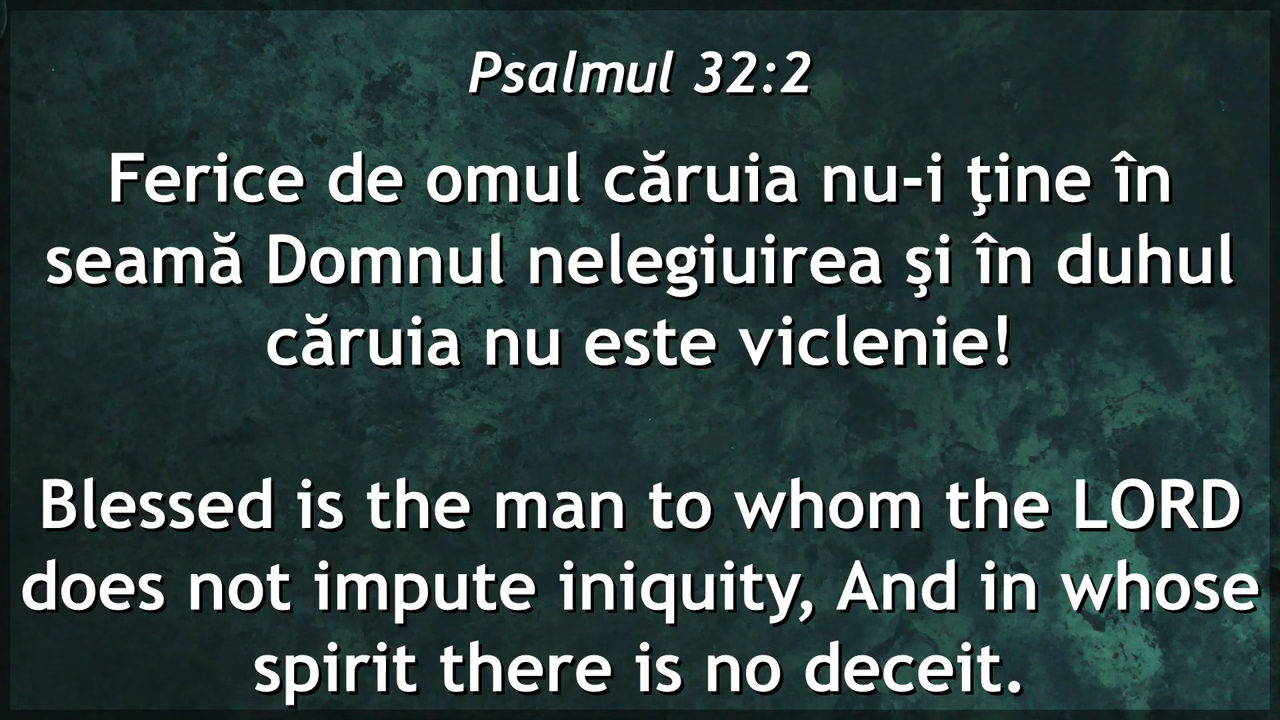 Psalmul 32:2
Ferice de omul căruia nu-i ţine în
seamă Domnul nelegiuirea şi în duhul
căruia nu este viclenie!
Blessed is the man to whom the LORD
does not impute iniquity, And in whose
spirit there is no deceit.